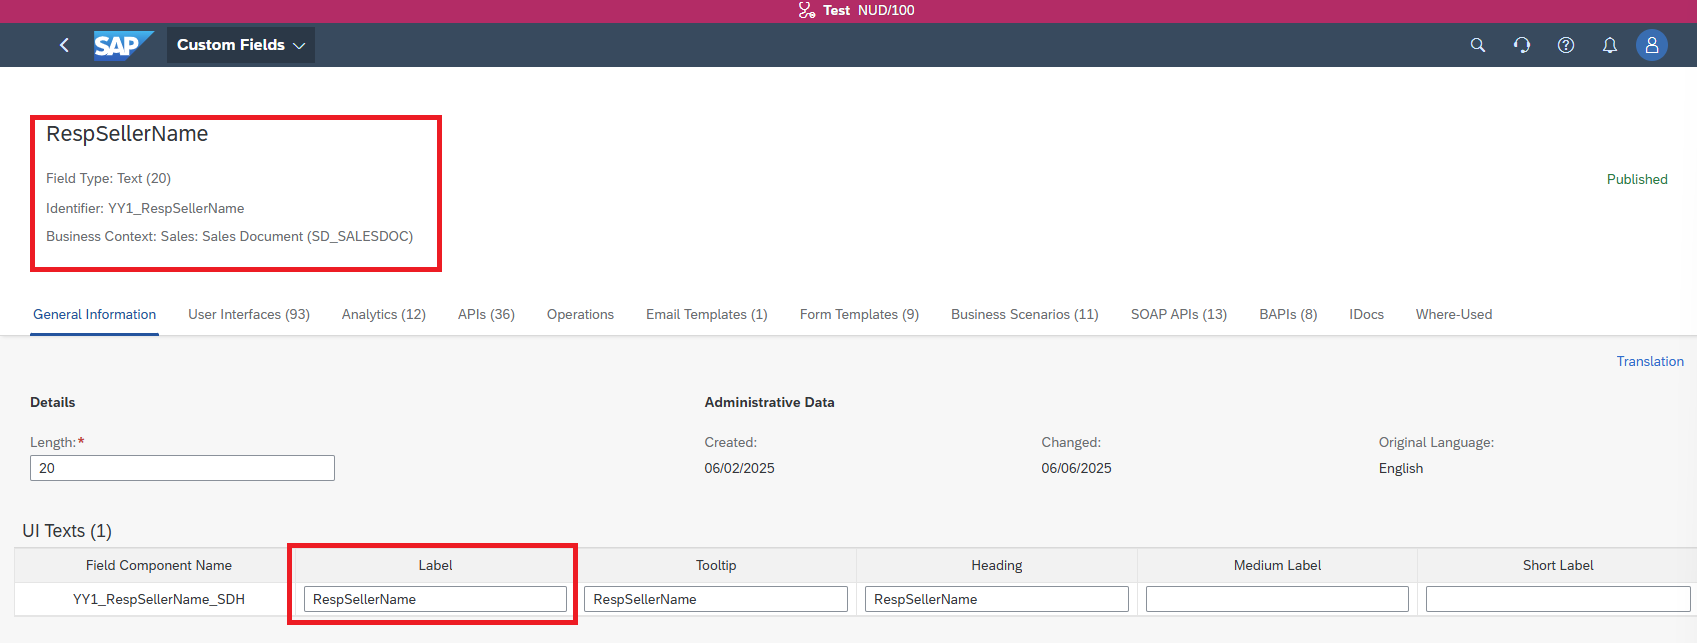 Test NUD/100
SAP Custom Fields
RespSellerName
Field Type: Text (20)
Published
Identifier: YY1_RespSellerName
Business Context: Sales: Sales Document (SD_SALESDOC)
General Information User Interfaces (93) Analytics (12) APIs (36) Operations Email Templates (1) Form Templates (9) Business Scenarios (11) SOAP APIs (13) BAPIs (8) IDocs Where-Used
Translation
Details Administrative Data
Length:* Created: Changed: Original Language:
20 06/02/2025 06/06/2025 English
UI Texts (1)
Field Component Name Label Tooltip Heading Medium Label Short Label
YY1_RespSellerName_SDH RespSellerName RespSellerName RespSellerName